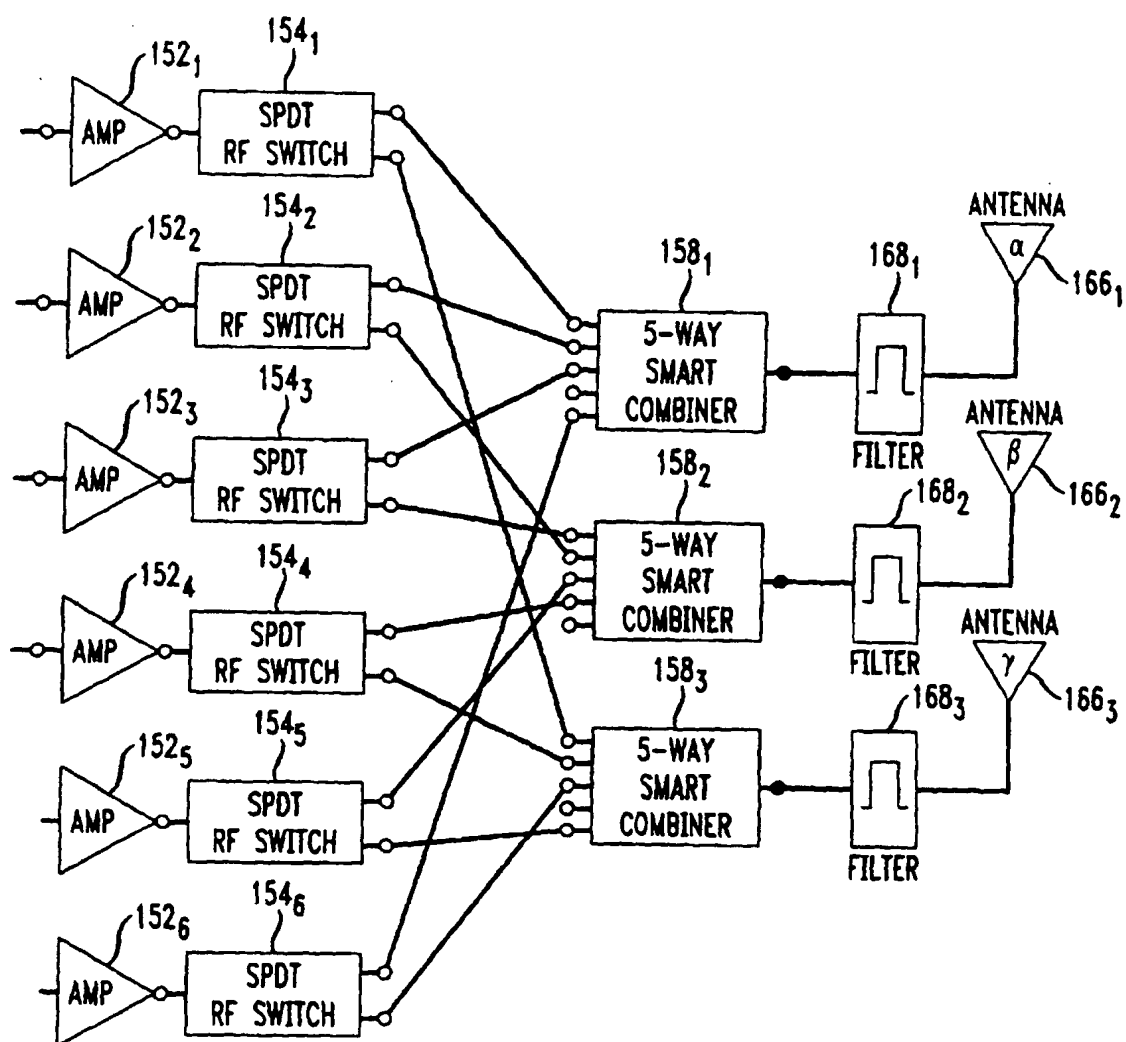 152₁
154₁
AMP
SPDT
RF SWITCH
152₂
154₂
AMP
SPDT
RF SWITCH
152₃
154₃
AMP
SPDT
RF SWITCH
152₄
154₄
AMP
SPDT
RF SWITCH
152₅
154₅
AMP
SPDT
RF SWITCH
152₆
154₆
AMP
SPDT
RF SWITCH
158₁
5-WAY
SMART
COMBINER
168₁
FILTER
ANTENNA
α
166₁
158₂
5-WAY
SMART
COMBINER
168₂
FILTER
ANTENNA
β
166₂
158₃
5-WAY
SMART
COMBINER
168₃
FILTER
ANTENNA
γ
166₃